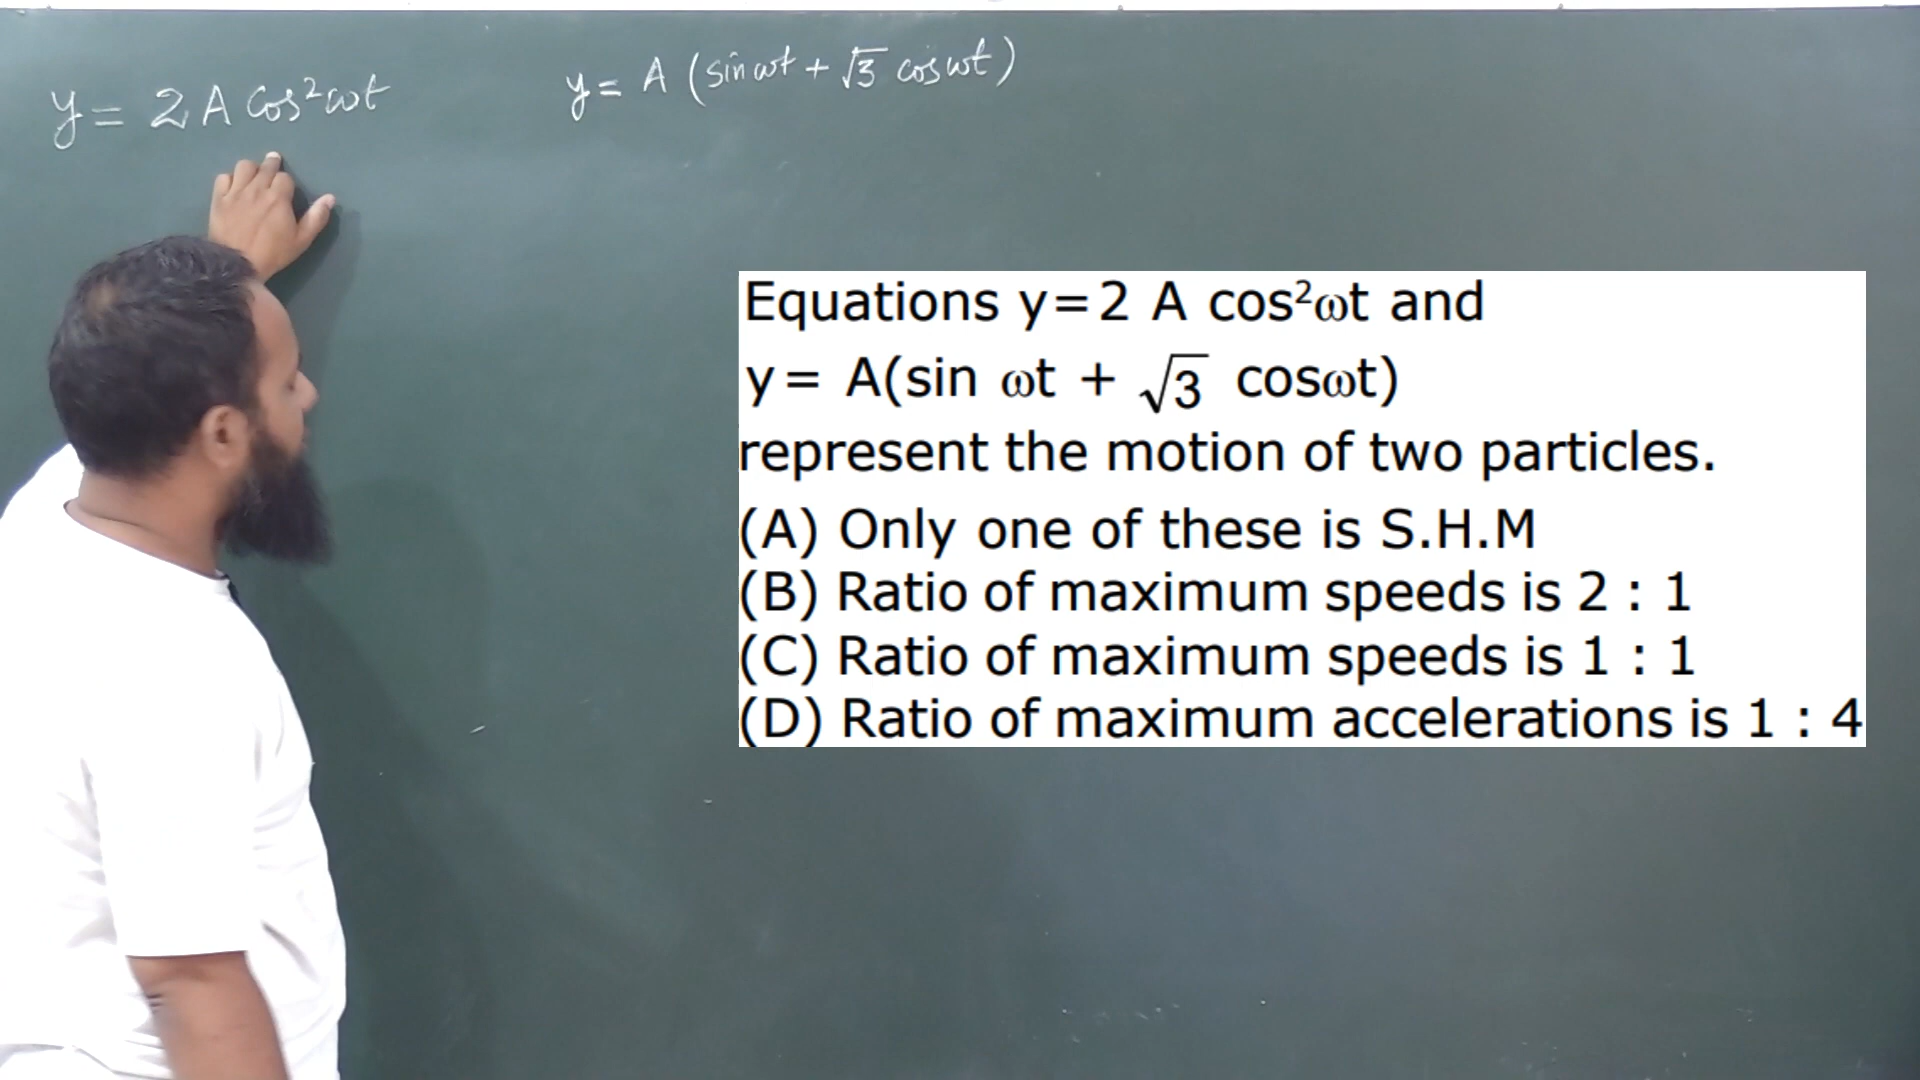 y = 2 A Cos²ωt
y = A (sin ωt + √3 cos ωt)
Equations y=2 A cos²ωt and
y= A(sin ωt + √3 cosωt)
represent the motion of two particles.
(A) Only one of these is S.H.M
(B) Ratio of maximum speeds is 2 : 1
(C) Ratio of maximum speeds is 1 : 1
(D) Ratio of maximum accelerations is 1 : 4